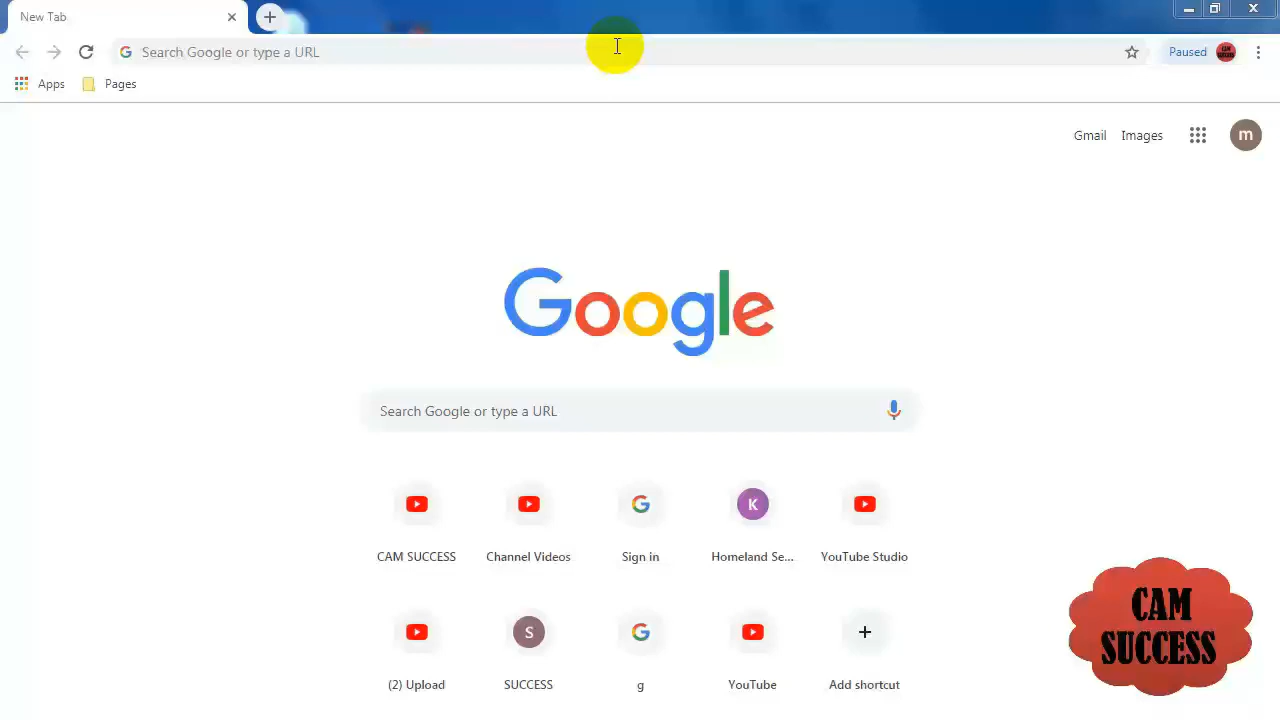 New Tab
Search Google or type a URL
Paused
Apps
Pages
Gmail
Images
m
Google
Search Google or type a URL
K
CAM SUCCESS
Channel Videos
Sign in
Homeland Se...
YouTube Studio
S
(2) Upload
SUCCESS
g
YouTube
Add shortcut
CAM
SUCCESS